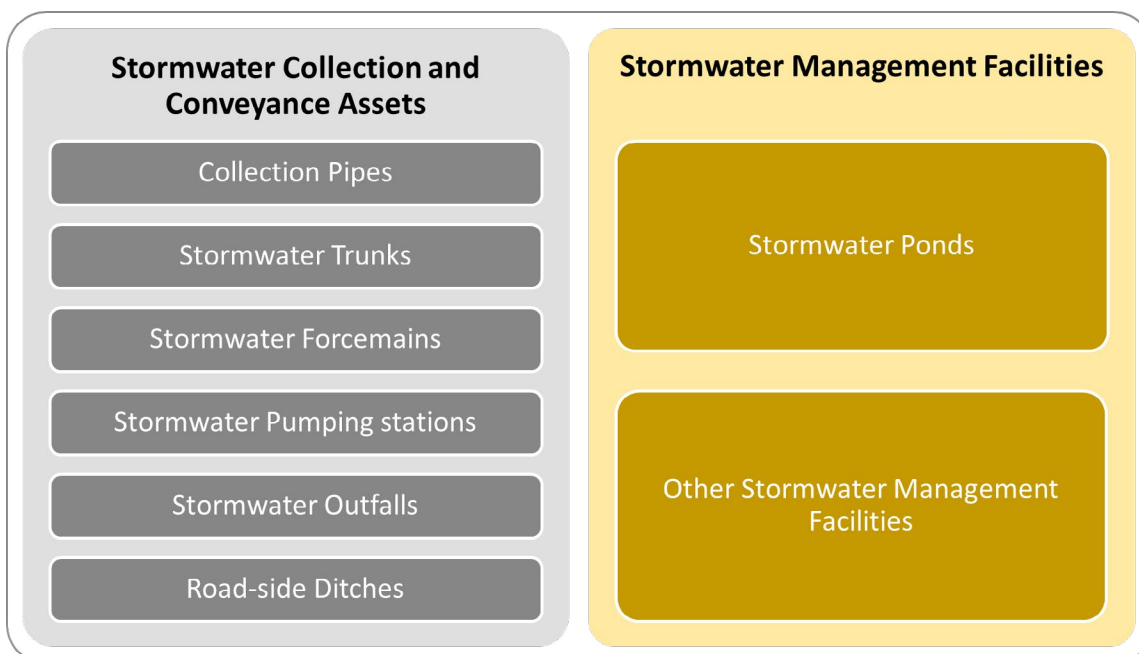 Stormwater Collection and
Conveyance Assets
Collection Pipes
Stormwater Trunks
Stormwater Forcemains
Stormwater Pumping stations
Stormwater Outfalls
Road-side Ditches
Stormwater Management Facilities
Stormwater Ponds
Other Stormwater Management
Facilities